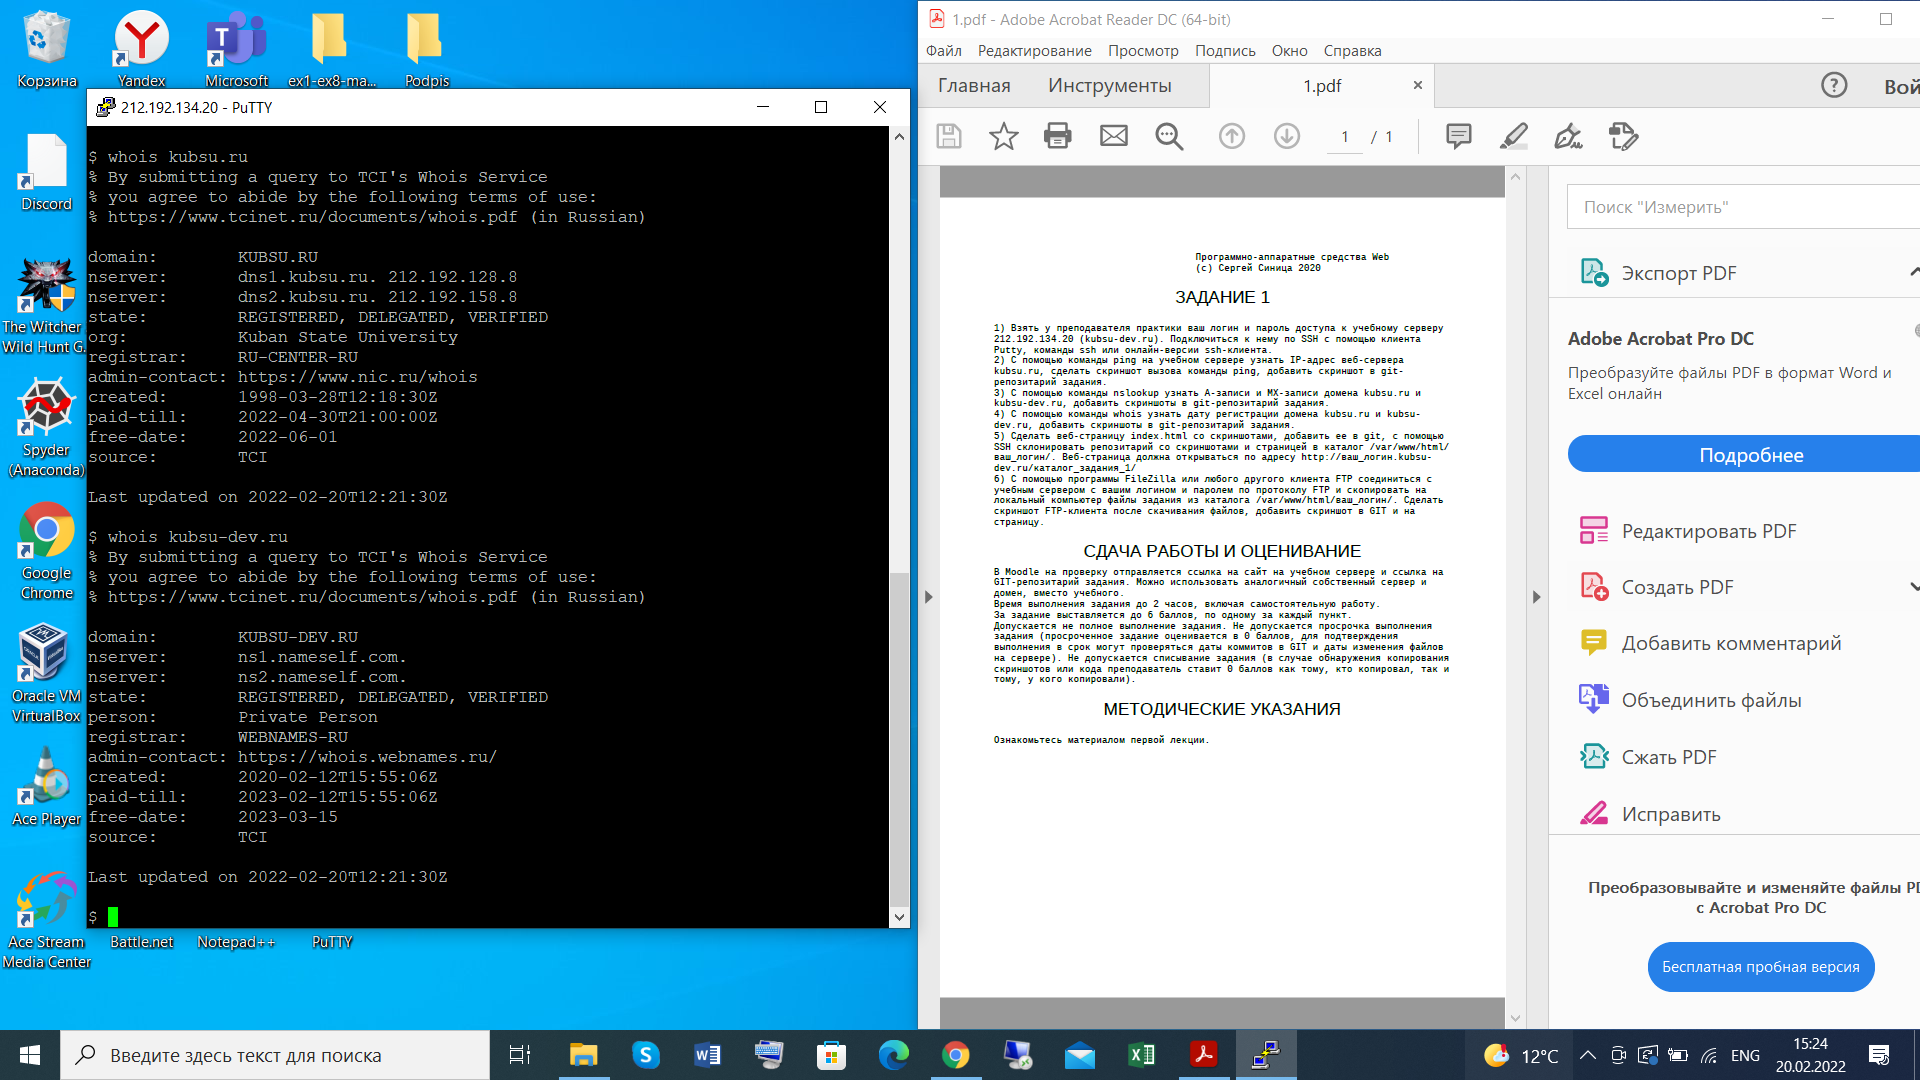 Корзина
Yandex
Microsoft
ex1-ex8-ma...
Podpis
Discord
The Witcher
Wild Hunt G.
Spyder
(Anaconda)
Google
Chrome
Oracle VM
VirtualBox
Ace Player
Ace Stream
Media Center
Battle.net
Notepad++
PuTTY
212.192.134.20 - PuTTY
$ whois kubsu.ru
% By submitting a query to TCI's Whois Service
% you agree to abide by the following terms of use:
% https://www.tcinet.ru/documents/whois.pdf (in Russian)
domain: KUBSU.RU
nserver: dns1.kubsu.ru. 212.192.128.8
nserver: dns2.kubsu.ru. 212.192.158.8
state: REGISTERED, DELEGATED, VERIFIED
org: Kuban State University
registrar: RU-CENTER-RU
admin-contact: https://www.nic.ru/whois
created: 1998-03-28T12:18:30Z
paid-till: 2022-04-30T21:00:00Z
free-date: 2022-06-01
source: TCI
Last updated on 2022-02-20T12:21:30Z
$ whois kubsu-dev.ru
% By submitting a query to TCI's Whois Service
% you agree to abide by the following terms of use:
% https://www.tcinet.ru/documents/whois.pdf (in Russian)
domain: KUBSU-DEV.RU
nserver: ns1.nameself.com.
nserver: ns2.nameself.com.
state: REGISTERED, DELEGATED, VERIFIED
person: Private Person
registrar: WEBNAMES-RU
admin-contact: https://whois.webnames.ru/
created: 2020-02-12T15:55:06Z
paid-till: 2023-02-12T15:55:06Z
free-date: 2023-03-15
source: TCI
Last updated on 2022-02-20T12:21:30Z
$
1.pdf - Adobe Acrobat Reader DC (64-bit)
Файл Редактирование Просмотр Подпись Окно Справка
Главная Инструменты 1.pdf × Вой
1 / 1
Программно-аппаратные средства Web
(c) Сергей Синица 2020
ЗАДАНИЕ 1
1) Взять у преподавателя практики ваш логин и пароль доступа к учебному серверу
212.192.134.20 (kubsu-dev.ru). Подключиться к нему по SSH с помощью клиента
Putty, команды ssh или онлайн-версии ssh-клиента.
2) С помощью команды ping на учебном сервере узнать IP-адрес веб-сервера
kubsu.ru, сделать скриншот вызова команды ping, добавить скриншот в git-
репозитарий задания.
3) С помощью команды nslookup узнать А-записи и МХ-записи домена kubsu.ru и
kubsu-dev.ru, добавить скриншоты в git-репозитарий задания.
4) С помощью команды whois узнать дату регистрации домена kubsu.ru и kubsu-
dev.ru, добавить скриншоты в git-репозитарий задания.
5) Сделать веб-страницу index.html со скриншотами, добавить ее в git, с помощью
SSH склонировать репозитарий со скриншотами и страницей в каталог /var/www/html/
ваш_логин/. Веб-страница должна открываться по адресу http://ваш_логин.kubsu-
dev.ru/каталог_задания_1/
6) С помощью программы FileZilla или любого другого клиента FTP соединиться с
учебным сервером с вашим логином и паролем по протоколу FTP и скопировать на
локальный компьютер файлы задания из каталога /var/www/html/ваш_логин/. Сделать
скриншот FTP-клиента после скачивания файлов, добавить скриншот в GIT и на
страницу.
СДАЧА РАБОТЫ И ОЦЕНИВАНИЕ
В Moodle на проверку отправляется ссылка на сайт на учебном сервере и ссылка на
GIT-репозитарий задания. Можно использовать аналогичный собственный сервер и
домен, вместо учебного.
Время выполнения задания до 2 часов, включая самостоятельную работу.
За задание выставляется до 6 баллов, по одному за каждый пункт.
Допускается не полное выполнение задания. Не допускается просрочка выполнения
задания (просроченное задание оценивается в 0 баллов, для подтверждения
выполнения в срок могут проверяться даты коммитов в GIT и даты изменения файлов
на сервере). Не допускается списывание задания (в случае обнаружения копирования
скриншотов или кода преподаватель ставит 0 баллов как тому, кто копировал, так и
тому, у кого копировали).
МЕТОДИЧЕСКИЕ УКАЗАНИЯ
Ознакомьтесь материалом первой лекции.
Поиск "Измерить"
Экспорт PDF
Adobe Acrobat Pro DC
Преобразуйте файлы PDF в формат Word и
Excel онлайн
Подробнее
Редактировать PDF
Создать PDF
Добавить комментарий
Объединить файлы
Сжать PDF
Исправить
Преобразовывайте и изменяйте файлы PD
с Acrobat Pro DC
Бесплатная пробная версия
Введите здесь текст для поиска
12°C
ENG
15:24
20.02.2022